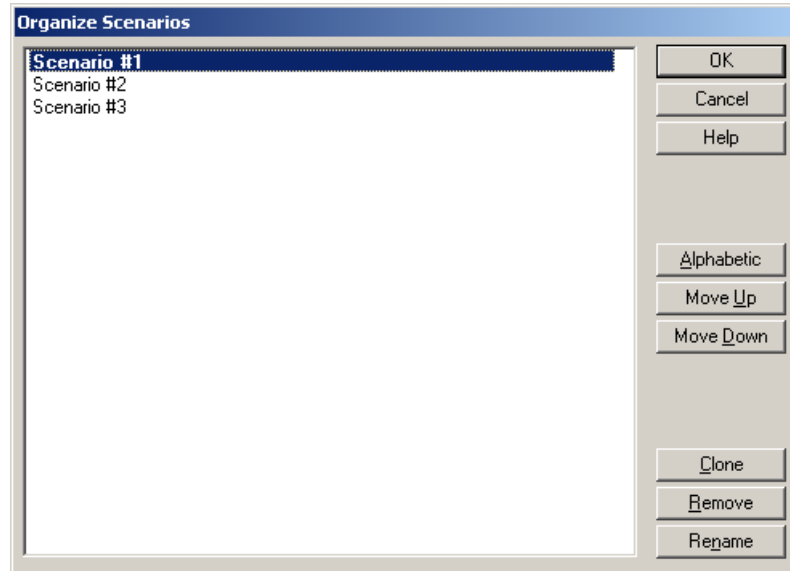 Organize Scenarios
Scenario #1
Scenario #2
Scenario #3
OK
Cancel
Help
Alphabetic
Move Up
Move Down
Clone
Remove
Rename